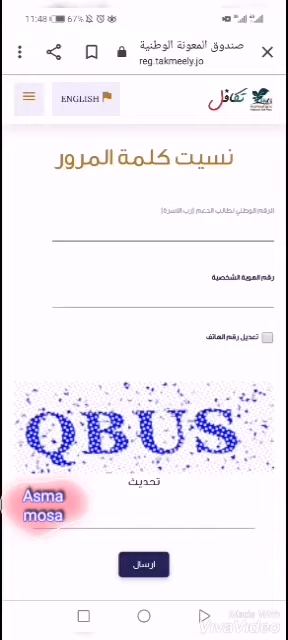 11:48 67%
صندوق المعونة الوطنية
reg.takmeely.jo
ENGLISH
تكافل
نسيت كلمة المرور
الرقم الوطني لطالب الدعم (رب الاسرة)
رقم الهوية الشخصية
تعديل رقم الهاتف
QBUS
تحديث
Asma
mosa
ارسال
Made With
VivaVideo